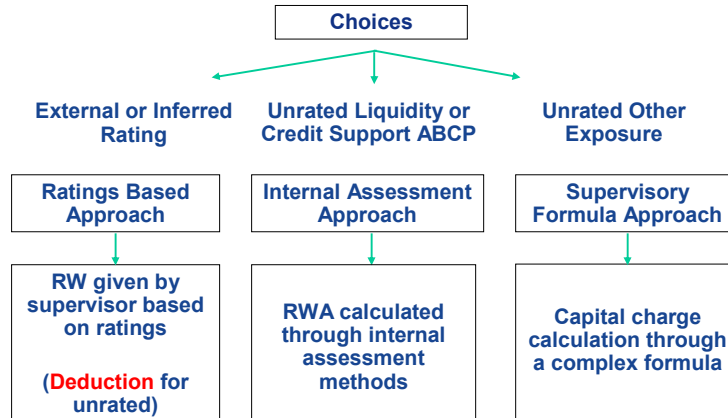 Choices
External or Inferred
Rating
Unrated Liquidity or
Credit Support ABCP
Unrated Other
Exposure
Ratings Based
Approach
Internal Assessment
Approach
Supervisory
Formula Approach
RW given by
supervisor based
on ratings
(Deduction for
unrated)
RWA calculated
through internal
assessment
methods
Capital charge
calculation through
a complex formula